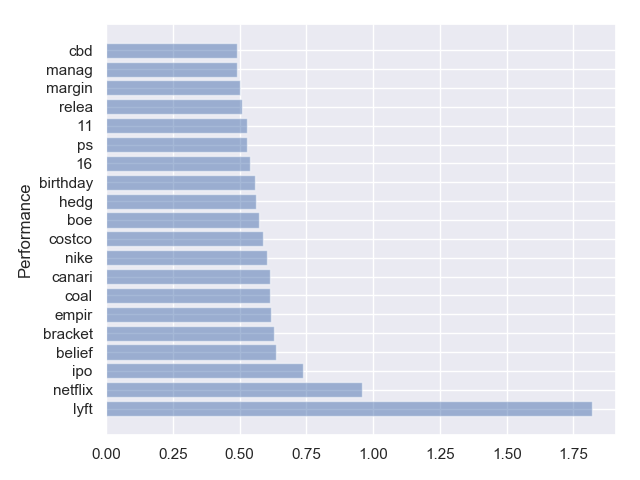 cbd
manag
margin
relea
11
ps
16
birthday
hedg
boe
costco
nike
canari
coal
empir
bracket
belief
ipo
netflix
lyft
Performance
0.00 0.25 0.50 0.75 1.00 1.25 1.50 1.75